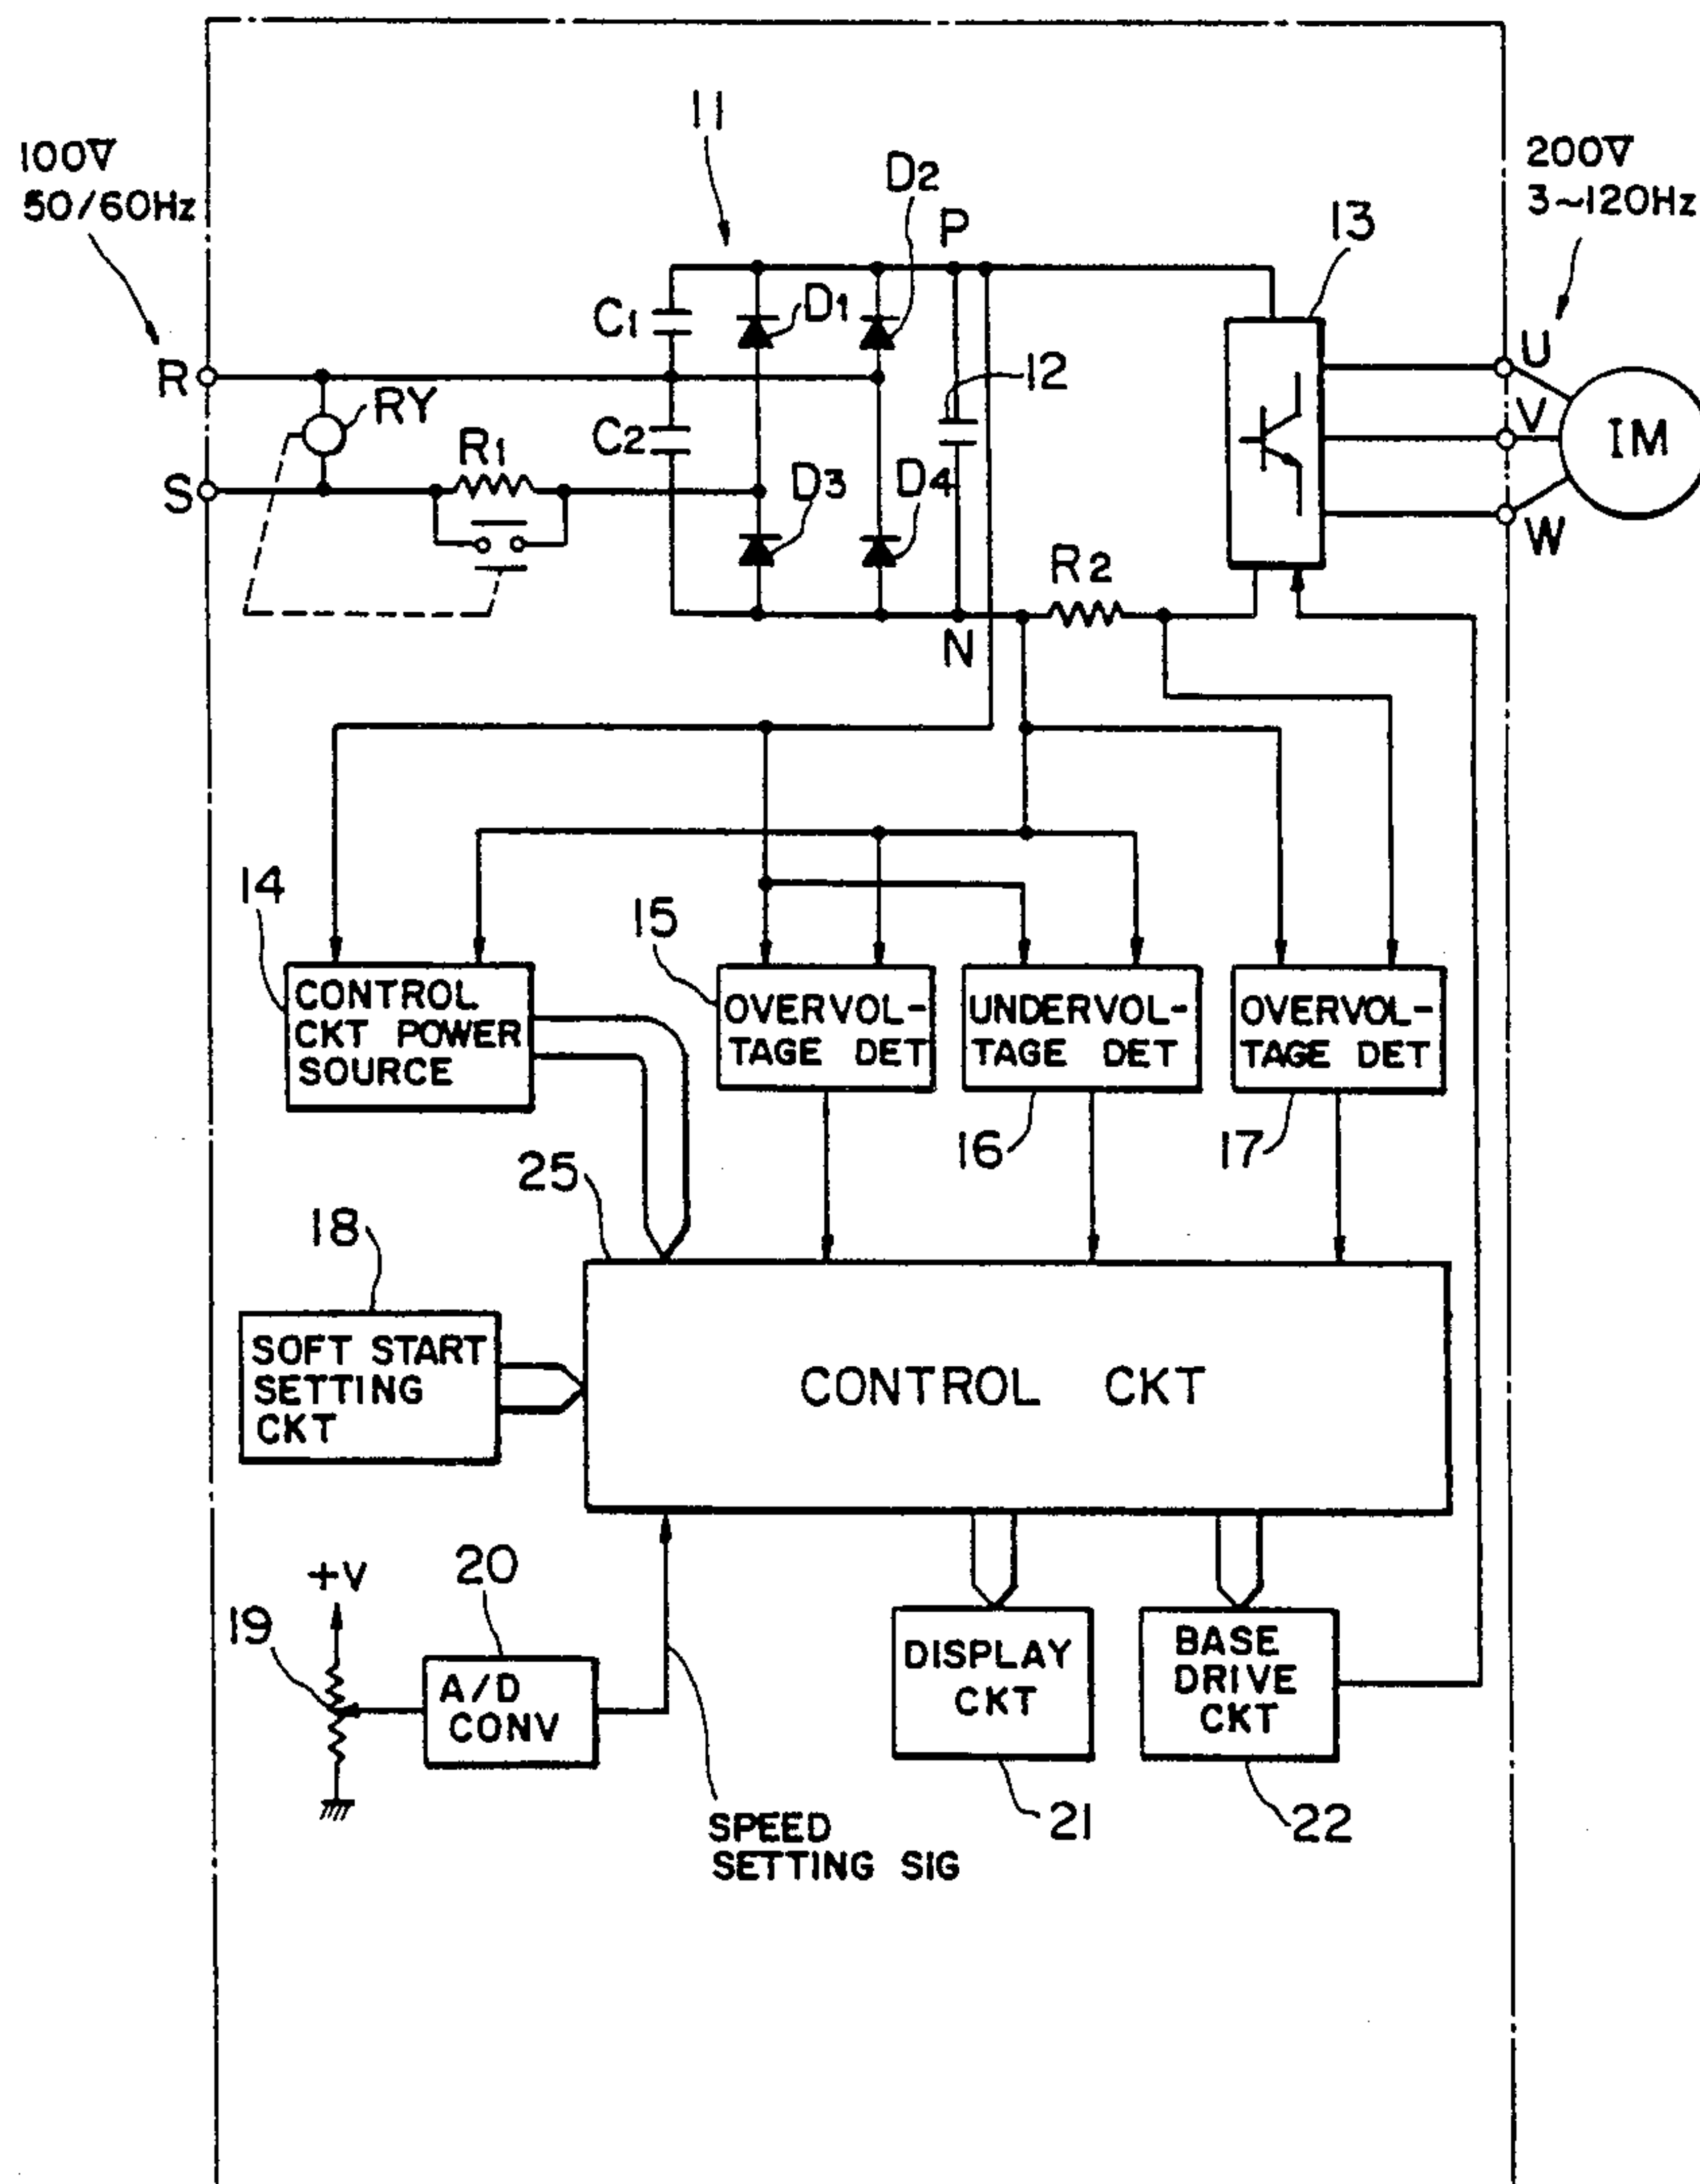 11
100V
50/60Hz
D2
200V
3~120Hz
P
13
D1
C1
U
R
12
RY
V
IM
C2
R1
S
D3
D4
W
R2
N
14
15
CONTROL
CKT POWER
SOURCE
OVERVOL-
TAGE DET
UNDERVOL-
TAGE DET
OVERVOL-
TAGE DET
16
17
25
18
SOFT START
SETTING
CKT
CONTROL CKT
+V
20
19
A/D
CONV
DISPLAY
CKT
BASE
DRIVE
CKT
21
22
SPEED
SETTING SIG